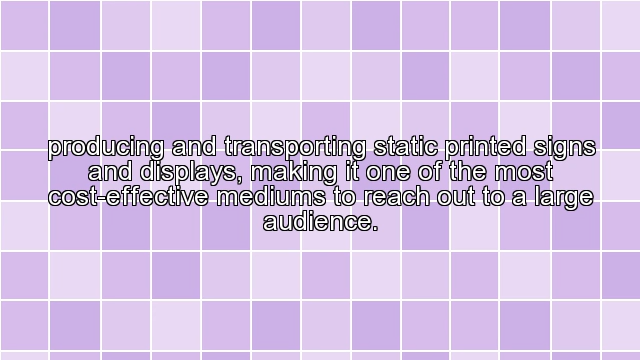 producing and transporting static printed signs
and displays, making it one of the most
cost-effective mediums to reach out to a large
audience.